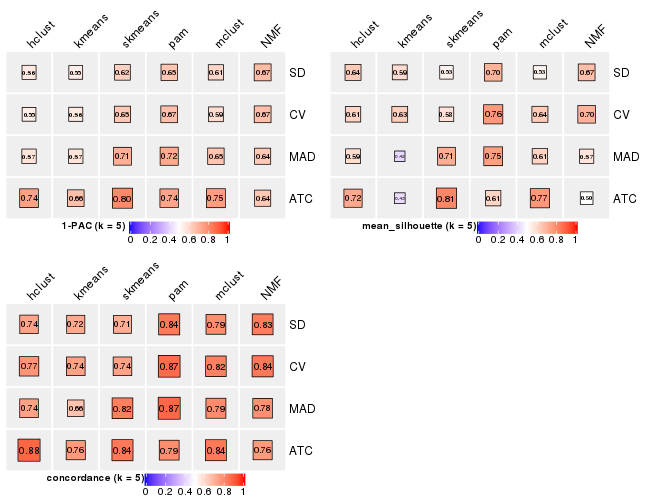 hclust kmeans skmeans pam mclust NMF
0.56 0.55 0.62 0.65 0.61 0.67 SD
0.55 0.56 0.65 0.67 0.59 0.67 CV
0.57 0.57 0.71 0.72 0.65 0.64 MAD
0.74 0.66 0.80 0.74 0.75 0.64 ATC
1-PAC (k = 5)
0 0.2 0.4 0.6 0.8 1
hclust kmeans skmeans pam mclust NMF
0.64 0.59 0.53 0.70 0.53 0.67 SD
0.61 0.63 0.58 0.76 0.64 0.70 CV
0.59 0.71 0.75 0.61 0.57 MAD
0.72 0.81 0.61 0.77 0.50 ATC
mean_silhouette (k = 5)
0 0.2 0.4 0.6 0.8 1
hclust kmeans skmeans pam mclust NMF
0.74 0.72 0.71 0.84 0.79 0.83 SD
0.77 0.74 0.74 0.87 0.82 0.84 CV
0.74 0.66 0.82 0.87 0.79 0.78 MAD
0.88 0.76 0.84 0.79 0.84 0.76 ATC
concordance (k = 5)
0 0.2 0.4 0.6 0.8 1